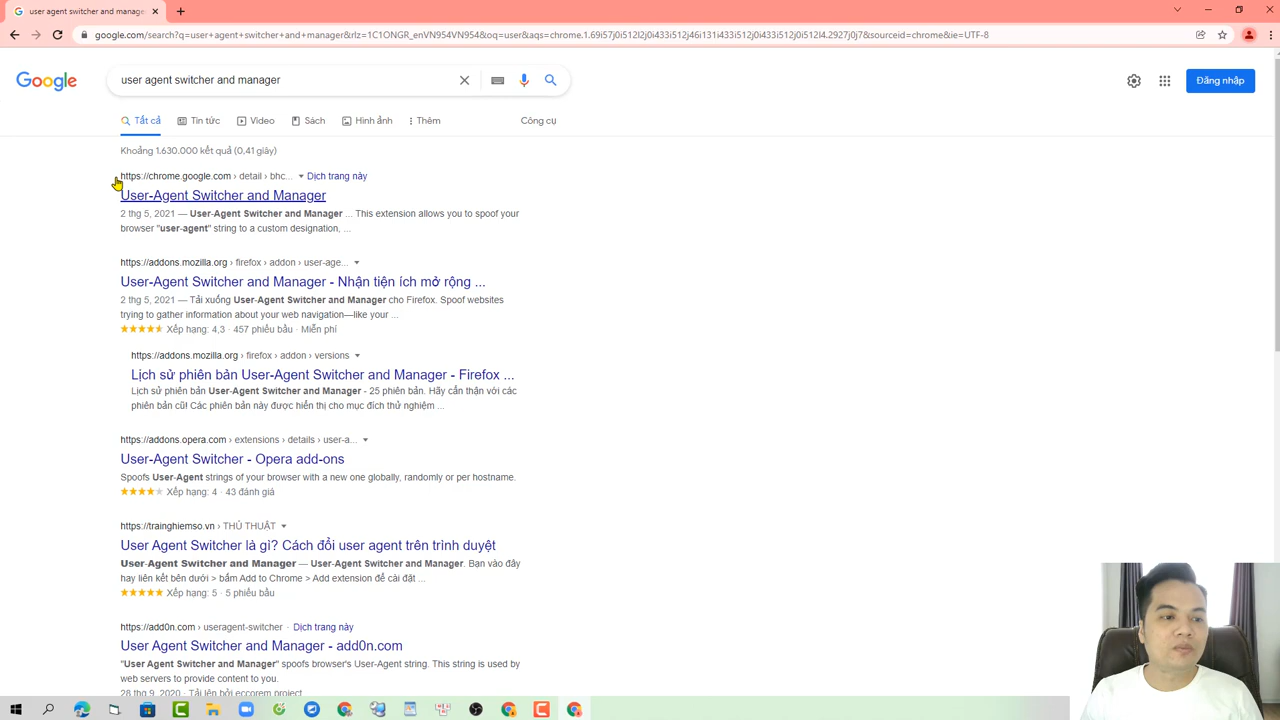 user agent switcher and manage
google.com/search?q=user+agent+switcher+and+manager&rlz=1C1ONGR_enVN954VN954&oq=user&aqs=chrome.1.69i57j0i512l2j0i433i512j46i131i433i512j0i433i512j0i131i433i512j0i512l4.2927j0j7&sourceid=chrome&ie=UTF-8
Google
user agent switcher and manager
Đăng nhập
Tất cả Tin tức Video Sách Hình ảnh Thêm Công cụ
Khoảng 1.630.000 kết quả (0,41 giây)
https://chrome.google.com › detail › bhc... Dịch trang này
User-Agent Switcher and Manager
2 thg 5, 2021 — User-Agent Switcher and Manager ... This extension allows you to spoof your
browser "user-agent" string to a custom designation, ...
https://addons.mozilla.org › firefox › addon › user-age...
User-Agent Switcher and Manager - Nhận tiện ích mở rộng ...
2 thg 5, 2021 — Tải xuống User-Agent Switcher and Manager cho Firefox. Spoof websites
trying to gather information about your web navigation—like your ...
Xếp hạng: 4,3 · 457 phiếu bầu · Miễn phí
https://addons.mozilla.org › firefox › addon › versions
Lịch sử phiên bản User-Agent Switcher and Manager - Firefox ...
Lịch sử phiên bản User-Agent Switcher and Manager - 25 phiên bản. Hãy cẩn thận với các
phiên bản cũ! Các phiên bản này được hiển thị cho mục đích thử nghiệm ...
https://addons.opera.com › extensions › details › user-a...
User-Agent Switcher - Opera add-ons
Spoofs User-Agent strings of your browser with a new one globally, randomly or per hostname.
Xếp hạng: 4 · 43 đánh giá
https://trainghiemso.vn › THỦ THUẬT
User Agent Switcher là gì? Cách đổi user agent trên trình duyệt
User-Agent Switcher and Manager — User-Agent Switcher and Manager. Bạn vào đây
hay liên kết bên dưới > bấm Add to Chrome > Add extension để cài đặt ...
Xếp hạng: 5 · 5 phiếu bầu
https://add0n.com › useragent-switcher · Dịch trang này
User Agent Switcher and Manager - add0n.com
"User Agent Switcher and Manager" spoofs browser's User-Agent string. This string is used by
web servers to provide content to you.
28 thg 9, 2020 · Tải lên bởi eccorem project